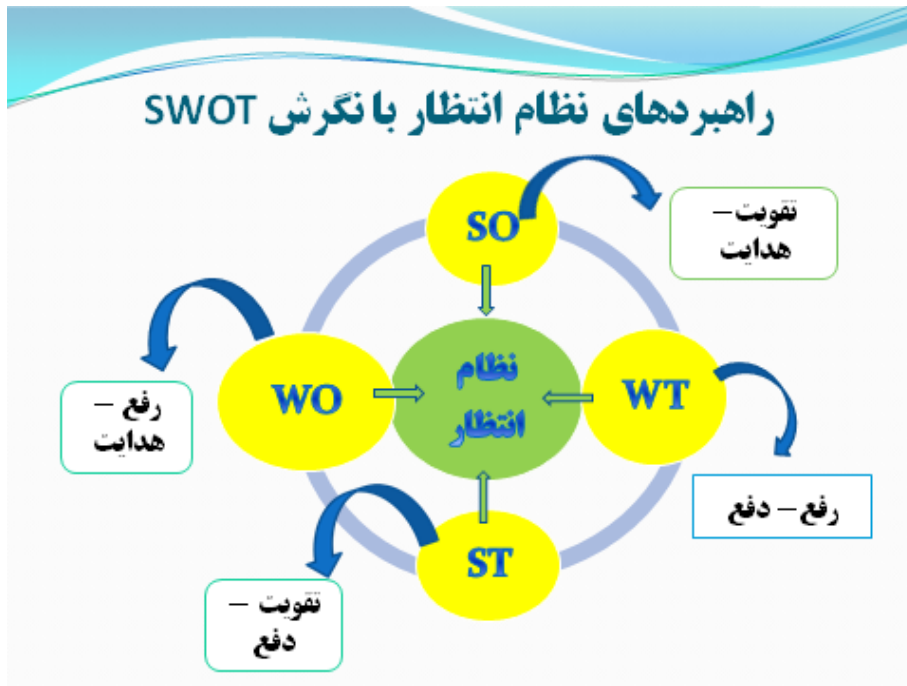 راهبردهای نظام انتظار با نگرش SWOT
SO
تقویت –
هدایت
WO
نظام
انتظار
WT
رفع –
هدایت
رفع – دفع
ST
تقویت –
دفع